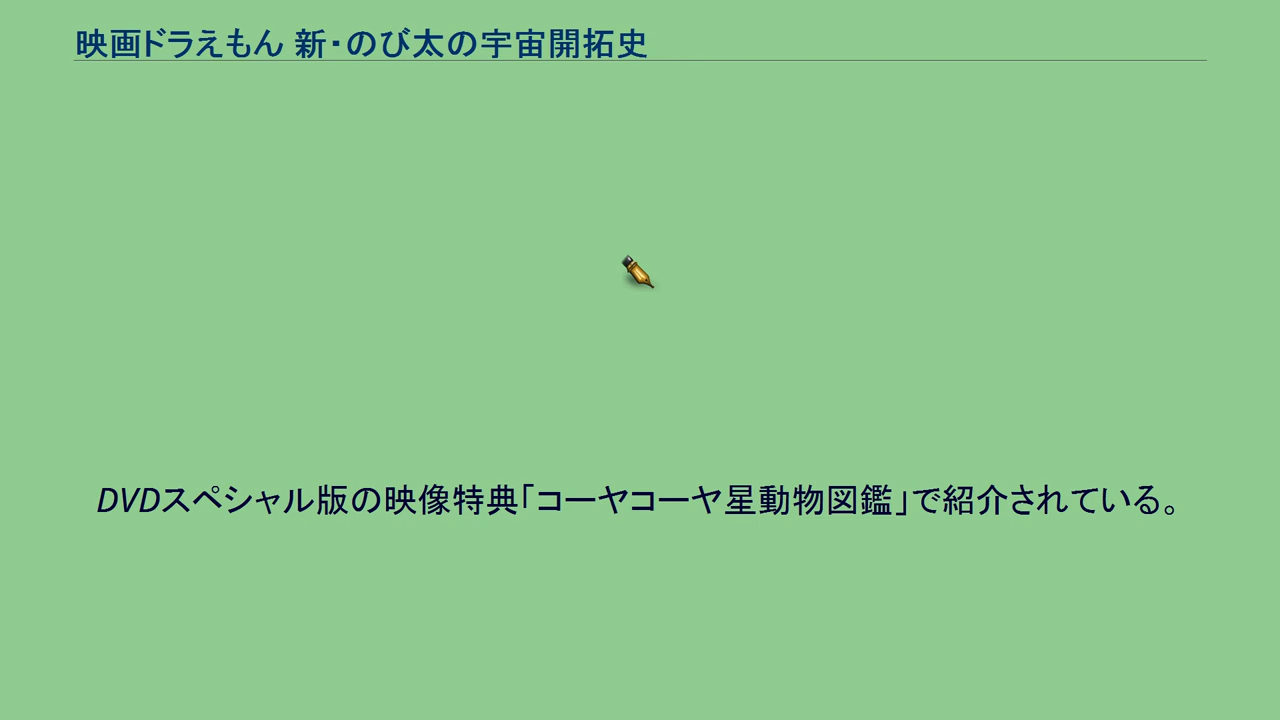 映画ドラえもん 新・のび太の宇宙開拓史
DVDスペシャル版の映像特典「コーヤコーヤ星動物図鑑」で紹介されている。